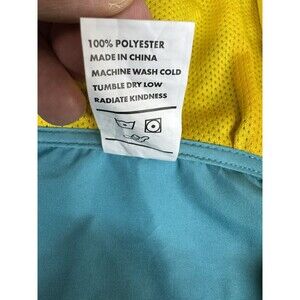 100% POLYESTER
MADE IN CHINA
MACHINE WASH COLD
TUMBLE DRY LOW
RADIATE KINDNESS